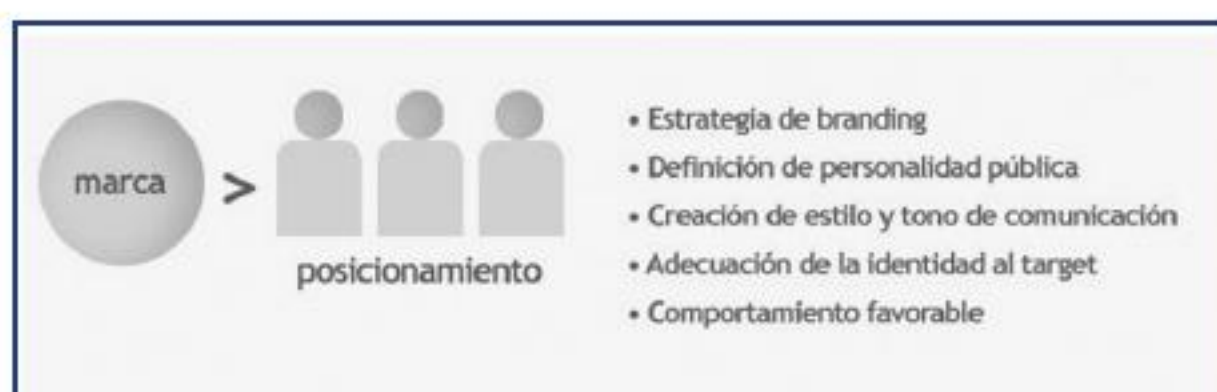 marca
>
posicionamiento
• Estrategia de branding
• Definición de personalidad pública
• Creación de estilo y tono de comunicación
• Adecuación de la identidad al target
• Comportamiento favorable